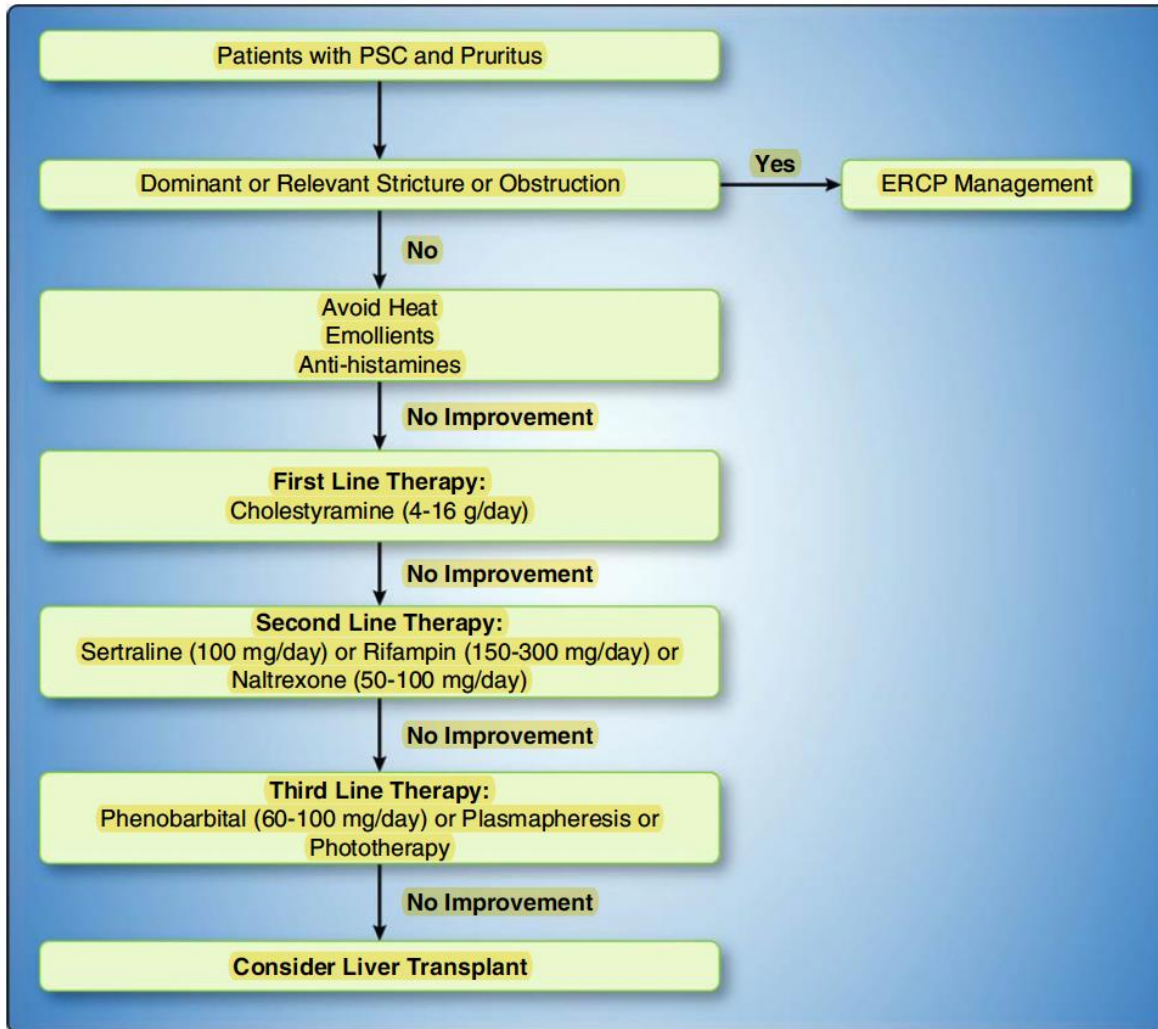 Patients with PSC and Pruritus
Dominant or Relevant Stricture or Obstruction
Yes
ERCP Management
No
Avoid Heat
Emollients
Anti-histamines
No Improvement
First Line Therapy:
Cholestyramine (4-16 g/day)
No Improvement
Second Line Therapy:
Sertraline (100 mg/day) or Rifampin (150-300 mg/day) or
Naltrexone (50-100 mg/day)
No Improvement
Third Line Therapy:
Phenobarbital (60-100 mg/day) or Plasmapheresis or
Phototherapy
No Improvement
Consider Liver Transplant